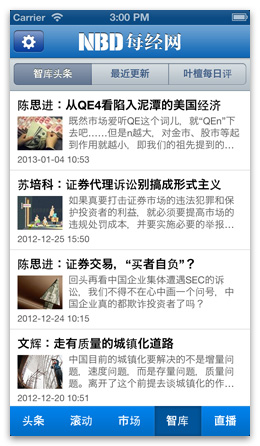 Carrier 3:00 PM
NBD 每经网
智库头条 最近更新 叶檀每日评
陈思进：从QE4看陷入泥潭的美国经济
既然市场爱听QE这个词儿，就“QEn”下
去吧……但是n越大，对金市、股市等起
到作用就越小，即我们的祖先提到的...
2013-01-04 10:53
苏培科：证券代理诉讼别搞成形式主义
如果真要打击证券市场的违法犯罪和保
护投资者的利益，就必须要提高市场的
违规处罚成本，并要实施必要的举报...
2012-12-25 15:50
陈思进：证券交易，“买者自负”？
回头再看中国企业集体遭遇SEC的诉
讼，我们不得不在心中画一个问号，中
国企业真的都欺诈投资者了吗？
2012-12-24 10:15
文辉：走有质量的城镇化道路
中国目前的城镇化要解决的不是增量问
题，速度问题，而是存量问题，质量问
题。离开了这个前提去谈城镇化的作...
2012-12-20 10:51
头条 滚动 市场 智库 直播